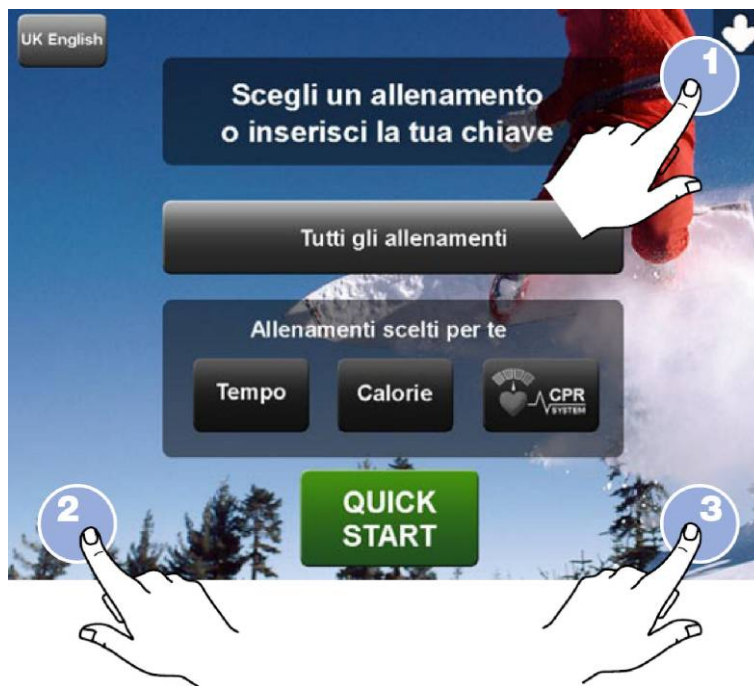 UK English
1
Scegli un allenamento
o inserisci la tua chiave
Tutti gli allenamenti
Allenamenti scelti per te
Tempo
Calorie
CPR
SYSTEM
2
QUICK
START
3